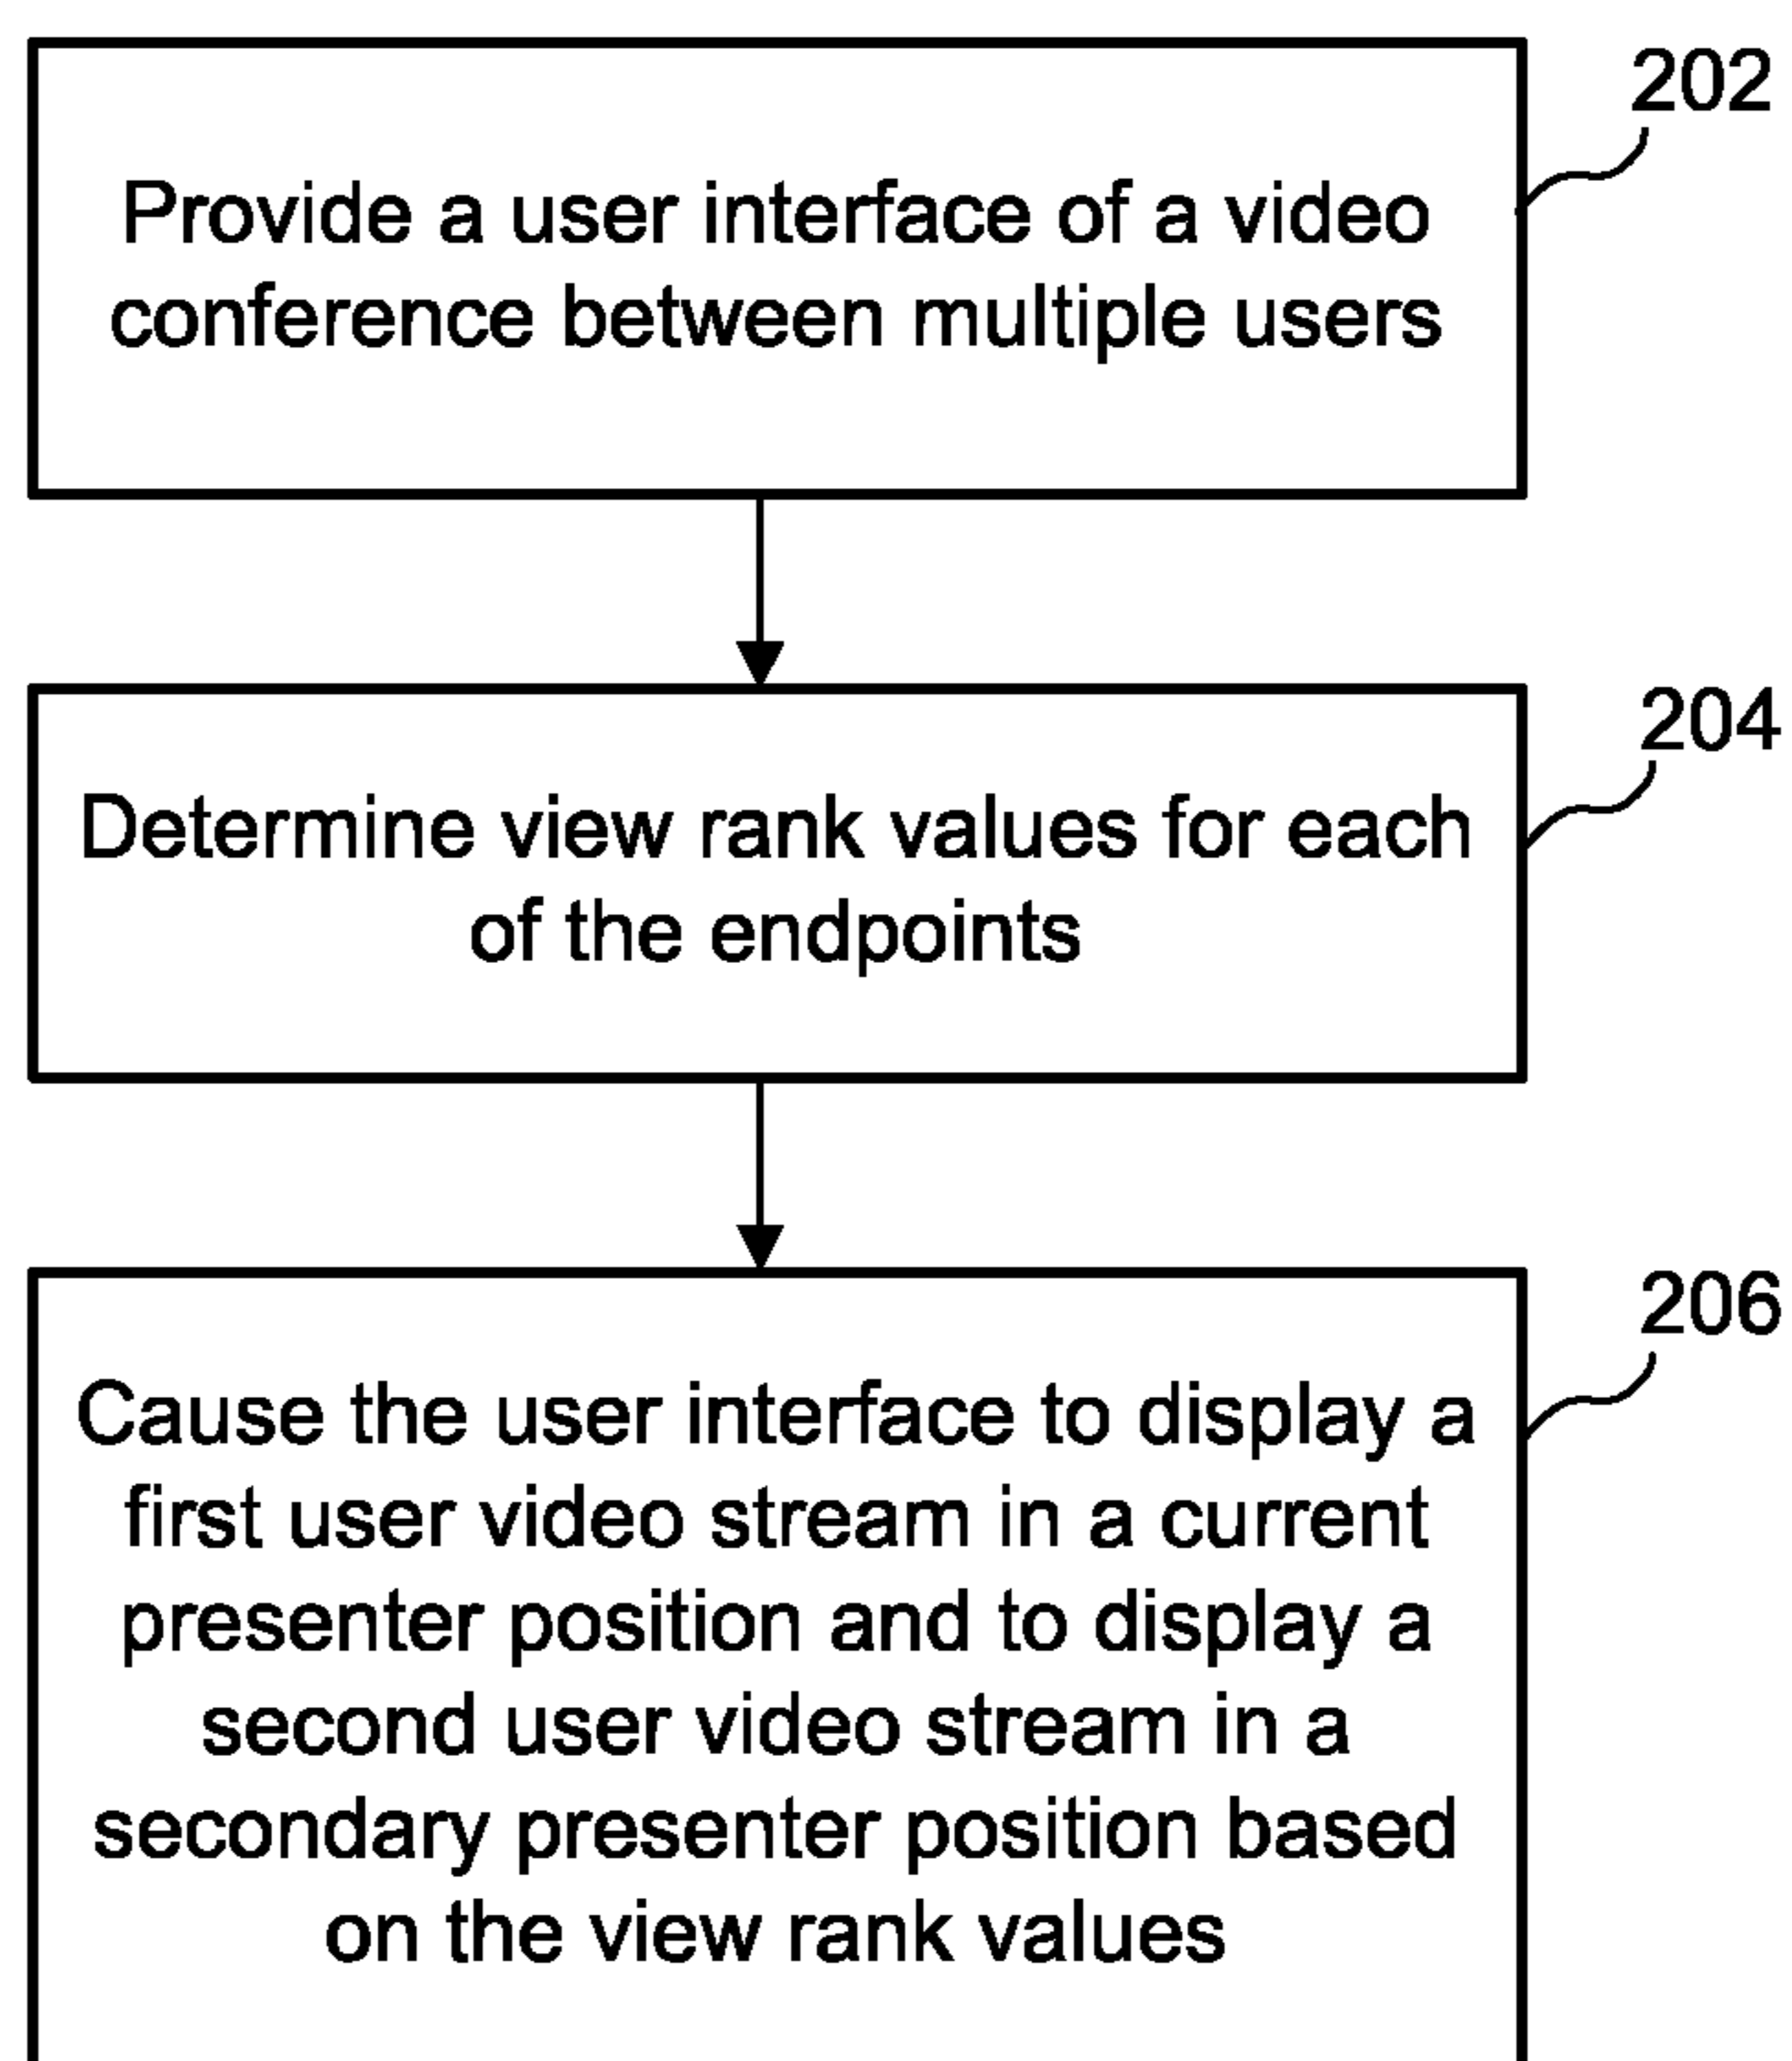 202
Provide a user interface of a video
conference between multiple users
204
Determine view rank values for each
of the endpoints
206
Cause the user interface to display a
first user video stream in a current
presenter position and to display a
second user video stream in a
secondary presenter position based
on the view rank values